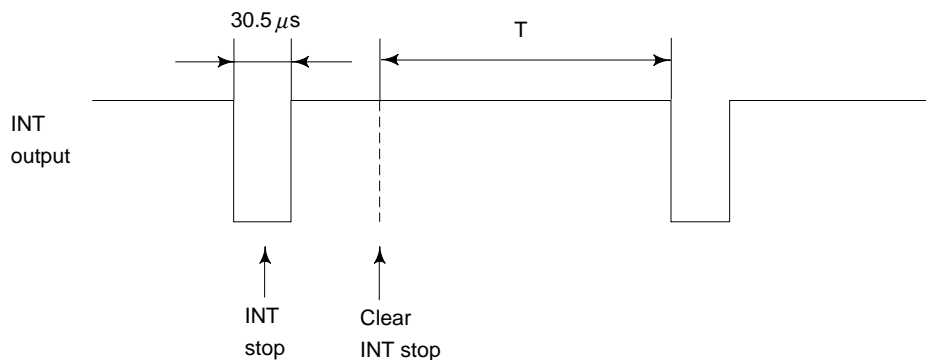 30.5 μs
T
INT
output
INT
stop
Clear
INT stop